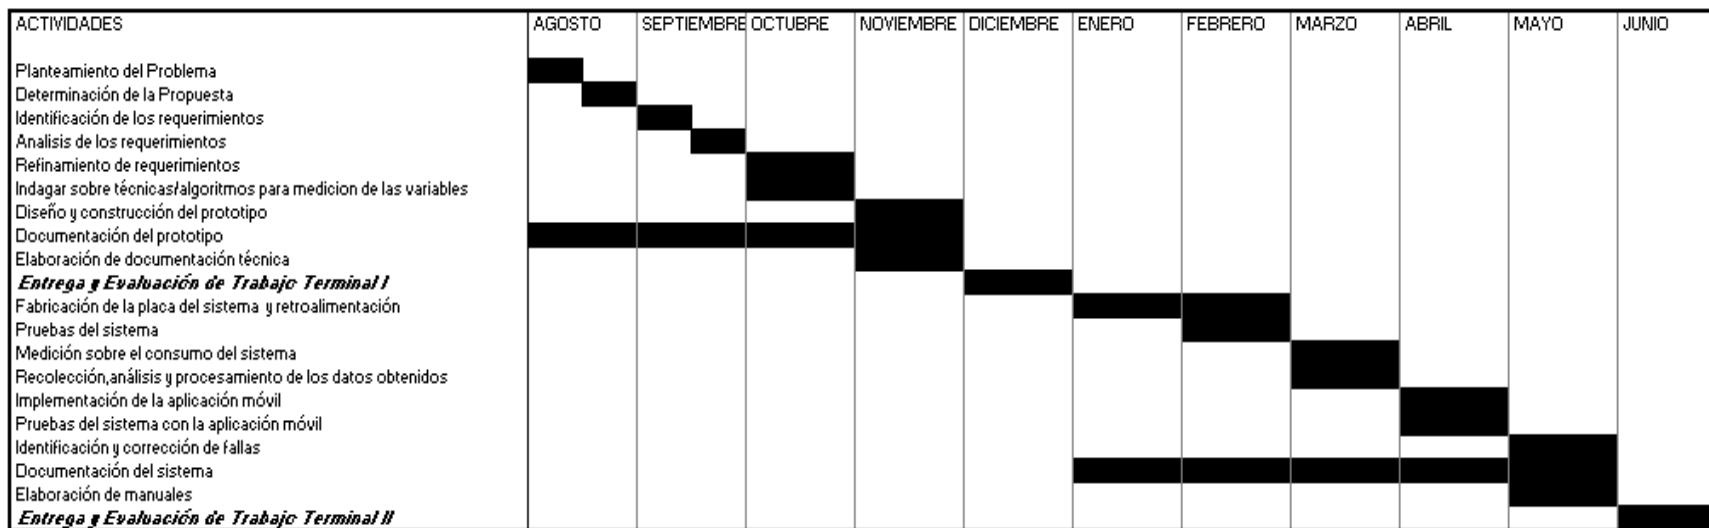 ACTIVIDADES AGOSTO SEPTIEMBRE OCTUBRE NOVIEMBRE DICIEMBRE ENERO FEBRERO MARZO ABRIL MAYO JUNIO
Planteamiento del Problema
Determinación de la Propuesta
Identificación de los requerimientos
Analisis de los requerimientos
Refinamiento de requerimientos
Indagar sobre técnicas/algoritmos para medicion de las variables
Diseño y construcción del prototipo
Documentación del prototipo
Elaboración de documentación técnica
Entrega y Evaluación de Trabajo Terminal I
Fabricación de la placa del sistema y retroalimentación
Pruebas del sistema
Medición sobre el consumo del sistema
Recolección,análisis y procesamiento de los datos obtenidos
Implementación de la aplicación móvil
Pruebas del sistema con la aplicación móvil
Identificación y corrección de fallas
Documentación del sistema
Elaboración de manuales
Entrega y Evaluación de Trabajo Terminal II